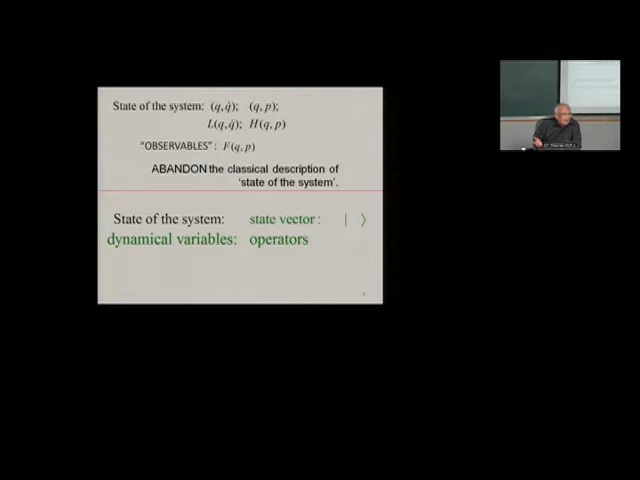 State of the system: (q,q̇); (q,p);
L(q,q̇); H(q,p)
"OBSERVABLES": F(q,p)
ABANDON the classical description of
'state of the system'.
State of the system: state vector: | ⟩
dynamical variables: operators